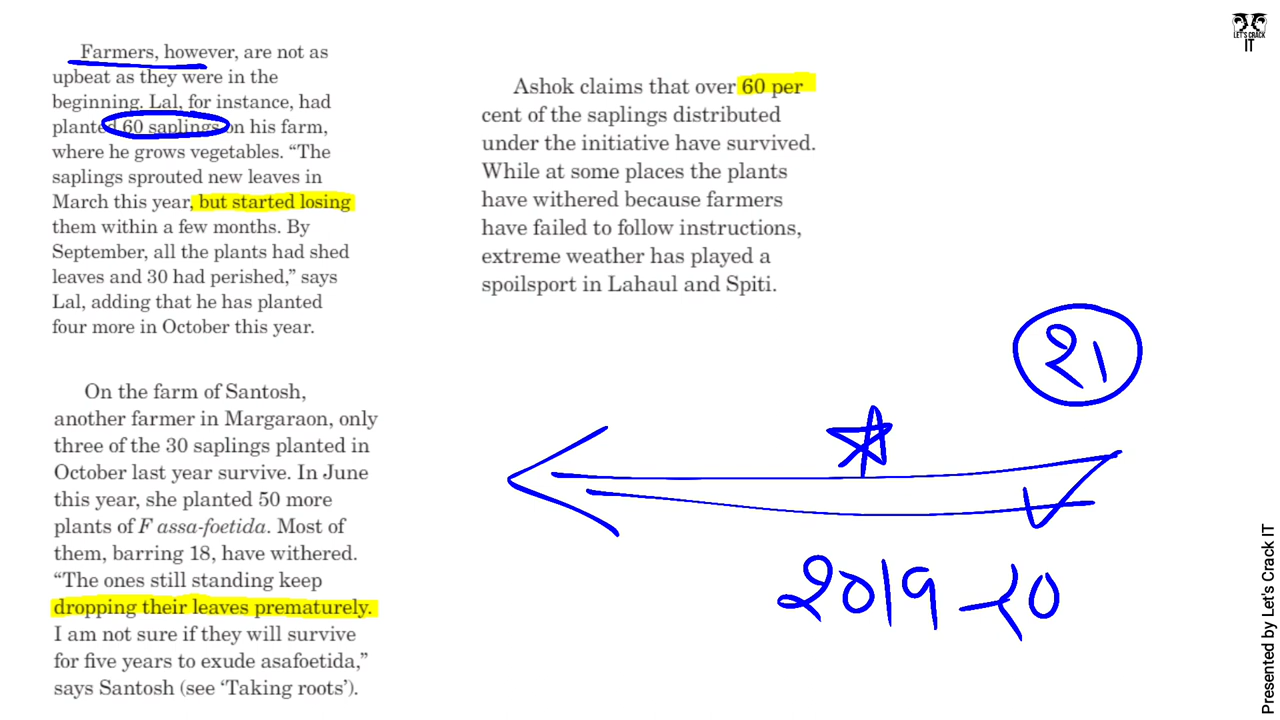 Farmers, however, are not as
upbeat as they were in the
beginning. Lal, for instance, had
planted 60 saplings on his farm,
where he grows vegetables. “The
saplings sprouted new leaves in
March this year, but started losing
them within a few months. By
September, all the plants had shed
leaves and 30 had perished,” says
Lal, adding that he has planted
four more in October this year.
On the farm of Santosh,
another farmer in Margaraon, only
three of the 30 saplings planted in
October last year survive. In June
this year, she planted 50 more
plants of F assa-foetida. Most of
them, barring 18, have withered.
“The ones still standing keep
dropping their leaves prematurely.
I am not sure if they will survive
for five years to exude asafoetida,”
says Santosh (see ‘Taking roots’).
Ashok claims that over 60 per
cent of the saplings distributed
under the initiative have survived.
While at some places the plants
have withered because farmers
have failed to follow instructions,
extreme weather has played a
spoilsport in Lahaul and Spiti.
21
2019-20
LET'S CRACK
IT
Presented by Let's Crack IT